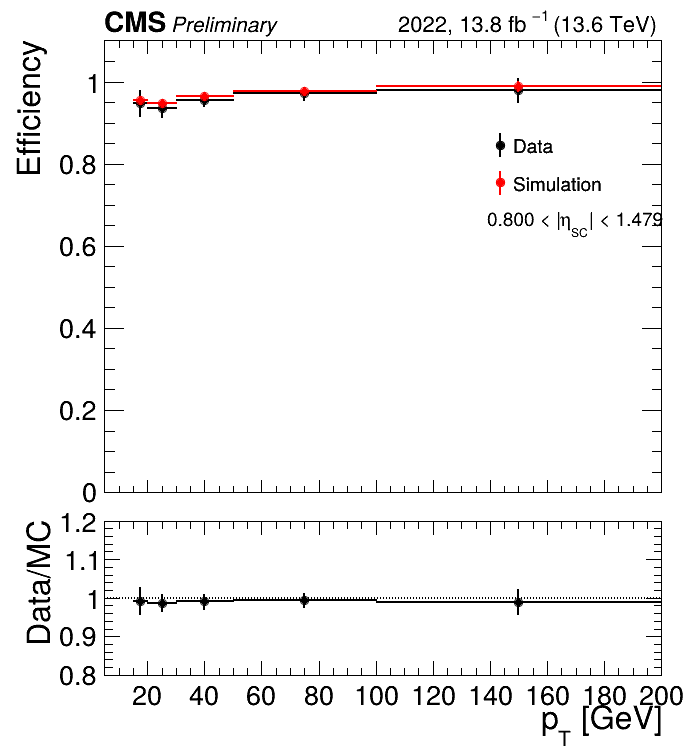 CMS Preliminary 2022, 13.8 fb⁻¹ (13.6 TeV)
Efficiency
1
0.8
0.6
0.4
0.2
0
Data
Simulation
0.800 < |η_SC| < 1.479
Data/MC
1.2
1.1
1
0.9
0.8
20 40 60 80 100 120 140 160 180 200
p_T [GeV]